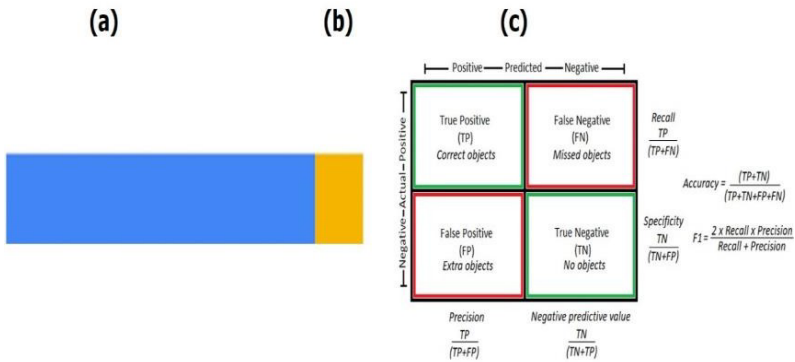 (a) (b) (c)
Positive — Predicted — Negative
Negative — Actual — Positive
True Positive
(TP)
Correct objects
False Negative
(FN)
Missed objects
Recall
TP
(TP+FN)
Accuracy = (TP+TN)
(TP+TN+FP+FN)
False Positive
(FP)
Extra objects
True Negative
(TN)
No objects
Specificity
TN
(TN+FP)
F1 = 2 x Recall x Precision
Recall + Precision
Precision
TP
(TP+FP)
Negative predictive value
TN
(TN+TP)